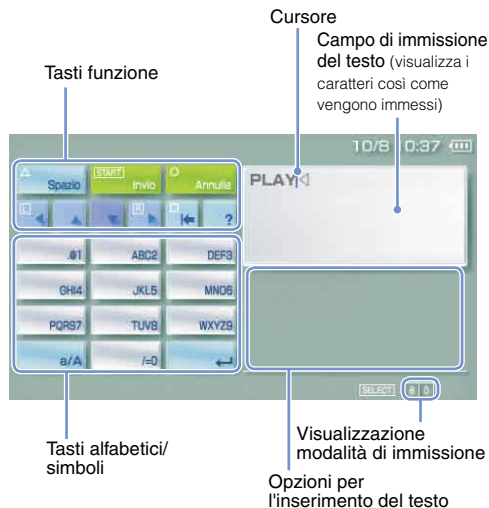 Cursore
Campo di immissione
del testo (visualizza i
caratteri così come
vengono immessi)
Tasti funzione
10/8 10:37
Spazio
START
Invio
Annulla
PLAY
L
R
?
.@1
ABC2
DEF3
GHI4
JKL5
MNO6
PQRS7
TUV8
WXYZ9
a/A
/=0
SELECT
Tasti alfabetici/
simboli
Visualizzazione
modalità di immissione
Opzioni per
l'inserimento del testo